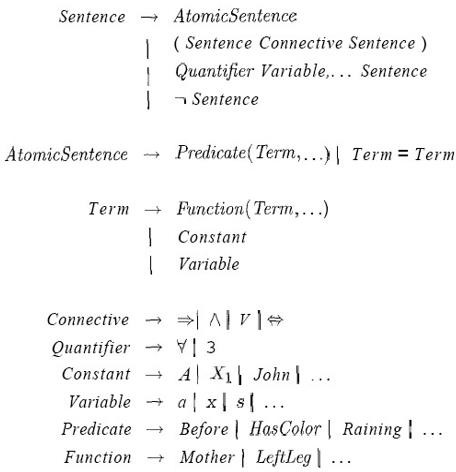 Sentence → AtomicSentence
| ( Sentence Connective Sentence )
| Quantifier Variable,... Sentence
| ¬ Sentence
AtomicSentence → Predicate(Term,...) | Term = Term
Term → Function(Term,...)
| Constant
| Variable
Connective → ⇒ | ∧ | V | ⇔
Quantifier → ∀ | 3
Constant → A | X₁ | John | ...
Variable → a | x | s | ...
Predicate → Before | HasColor | Raining | ...
Function → Mother | LeftLeg | ...